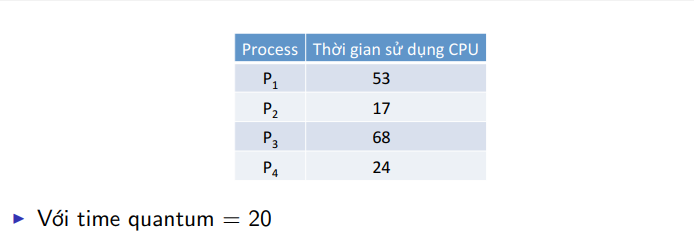 Process Thời gian sử dụng CPU
P1 53
P2 17
P3 68
P4 24
▶ Với time quantum = 20